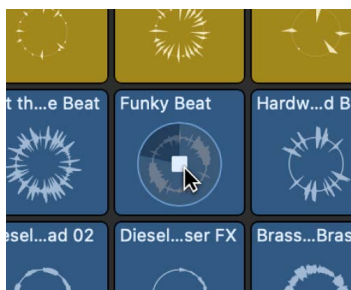 t th...e Beat
Funky Beat
Hardw...d B
esel...ad 02
Diesel...ser FX
Brass...Bras